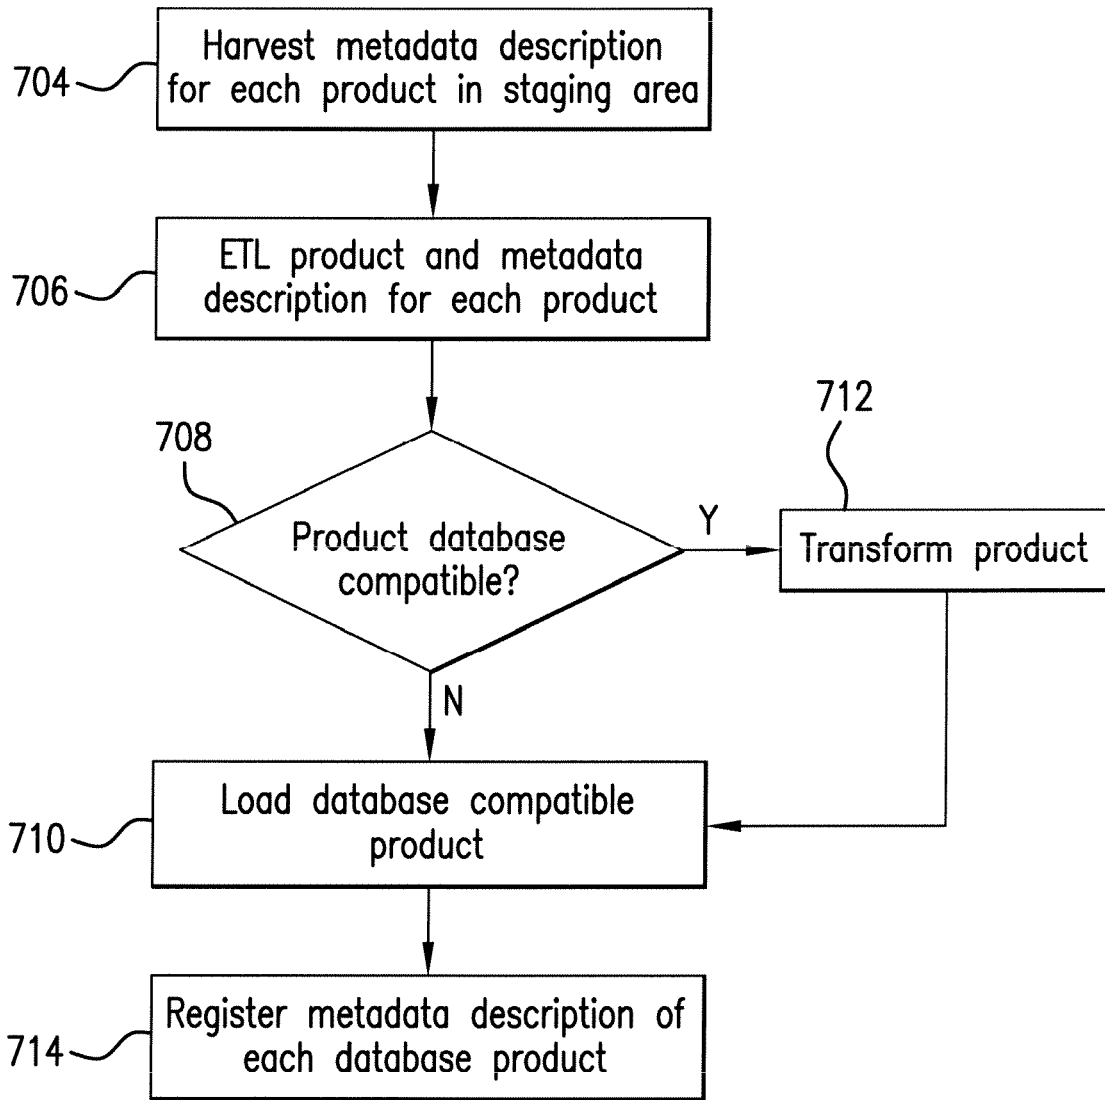 704
Harvest metadata description
for each product in staging area
706
ETL product and metadata
description for each product
708
Product database
compatible?
Y
712
Transform product
N
710
Load database compatible
product
714
Register metadata description of
each database product